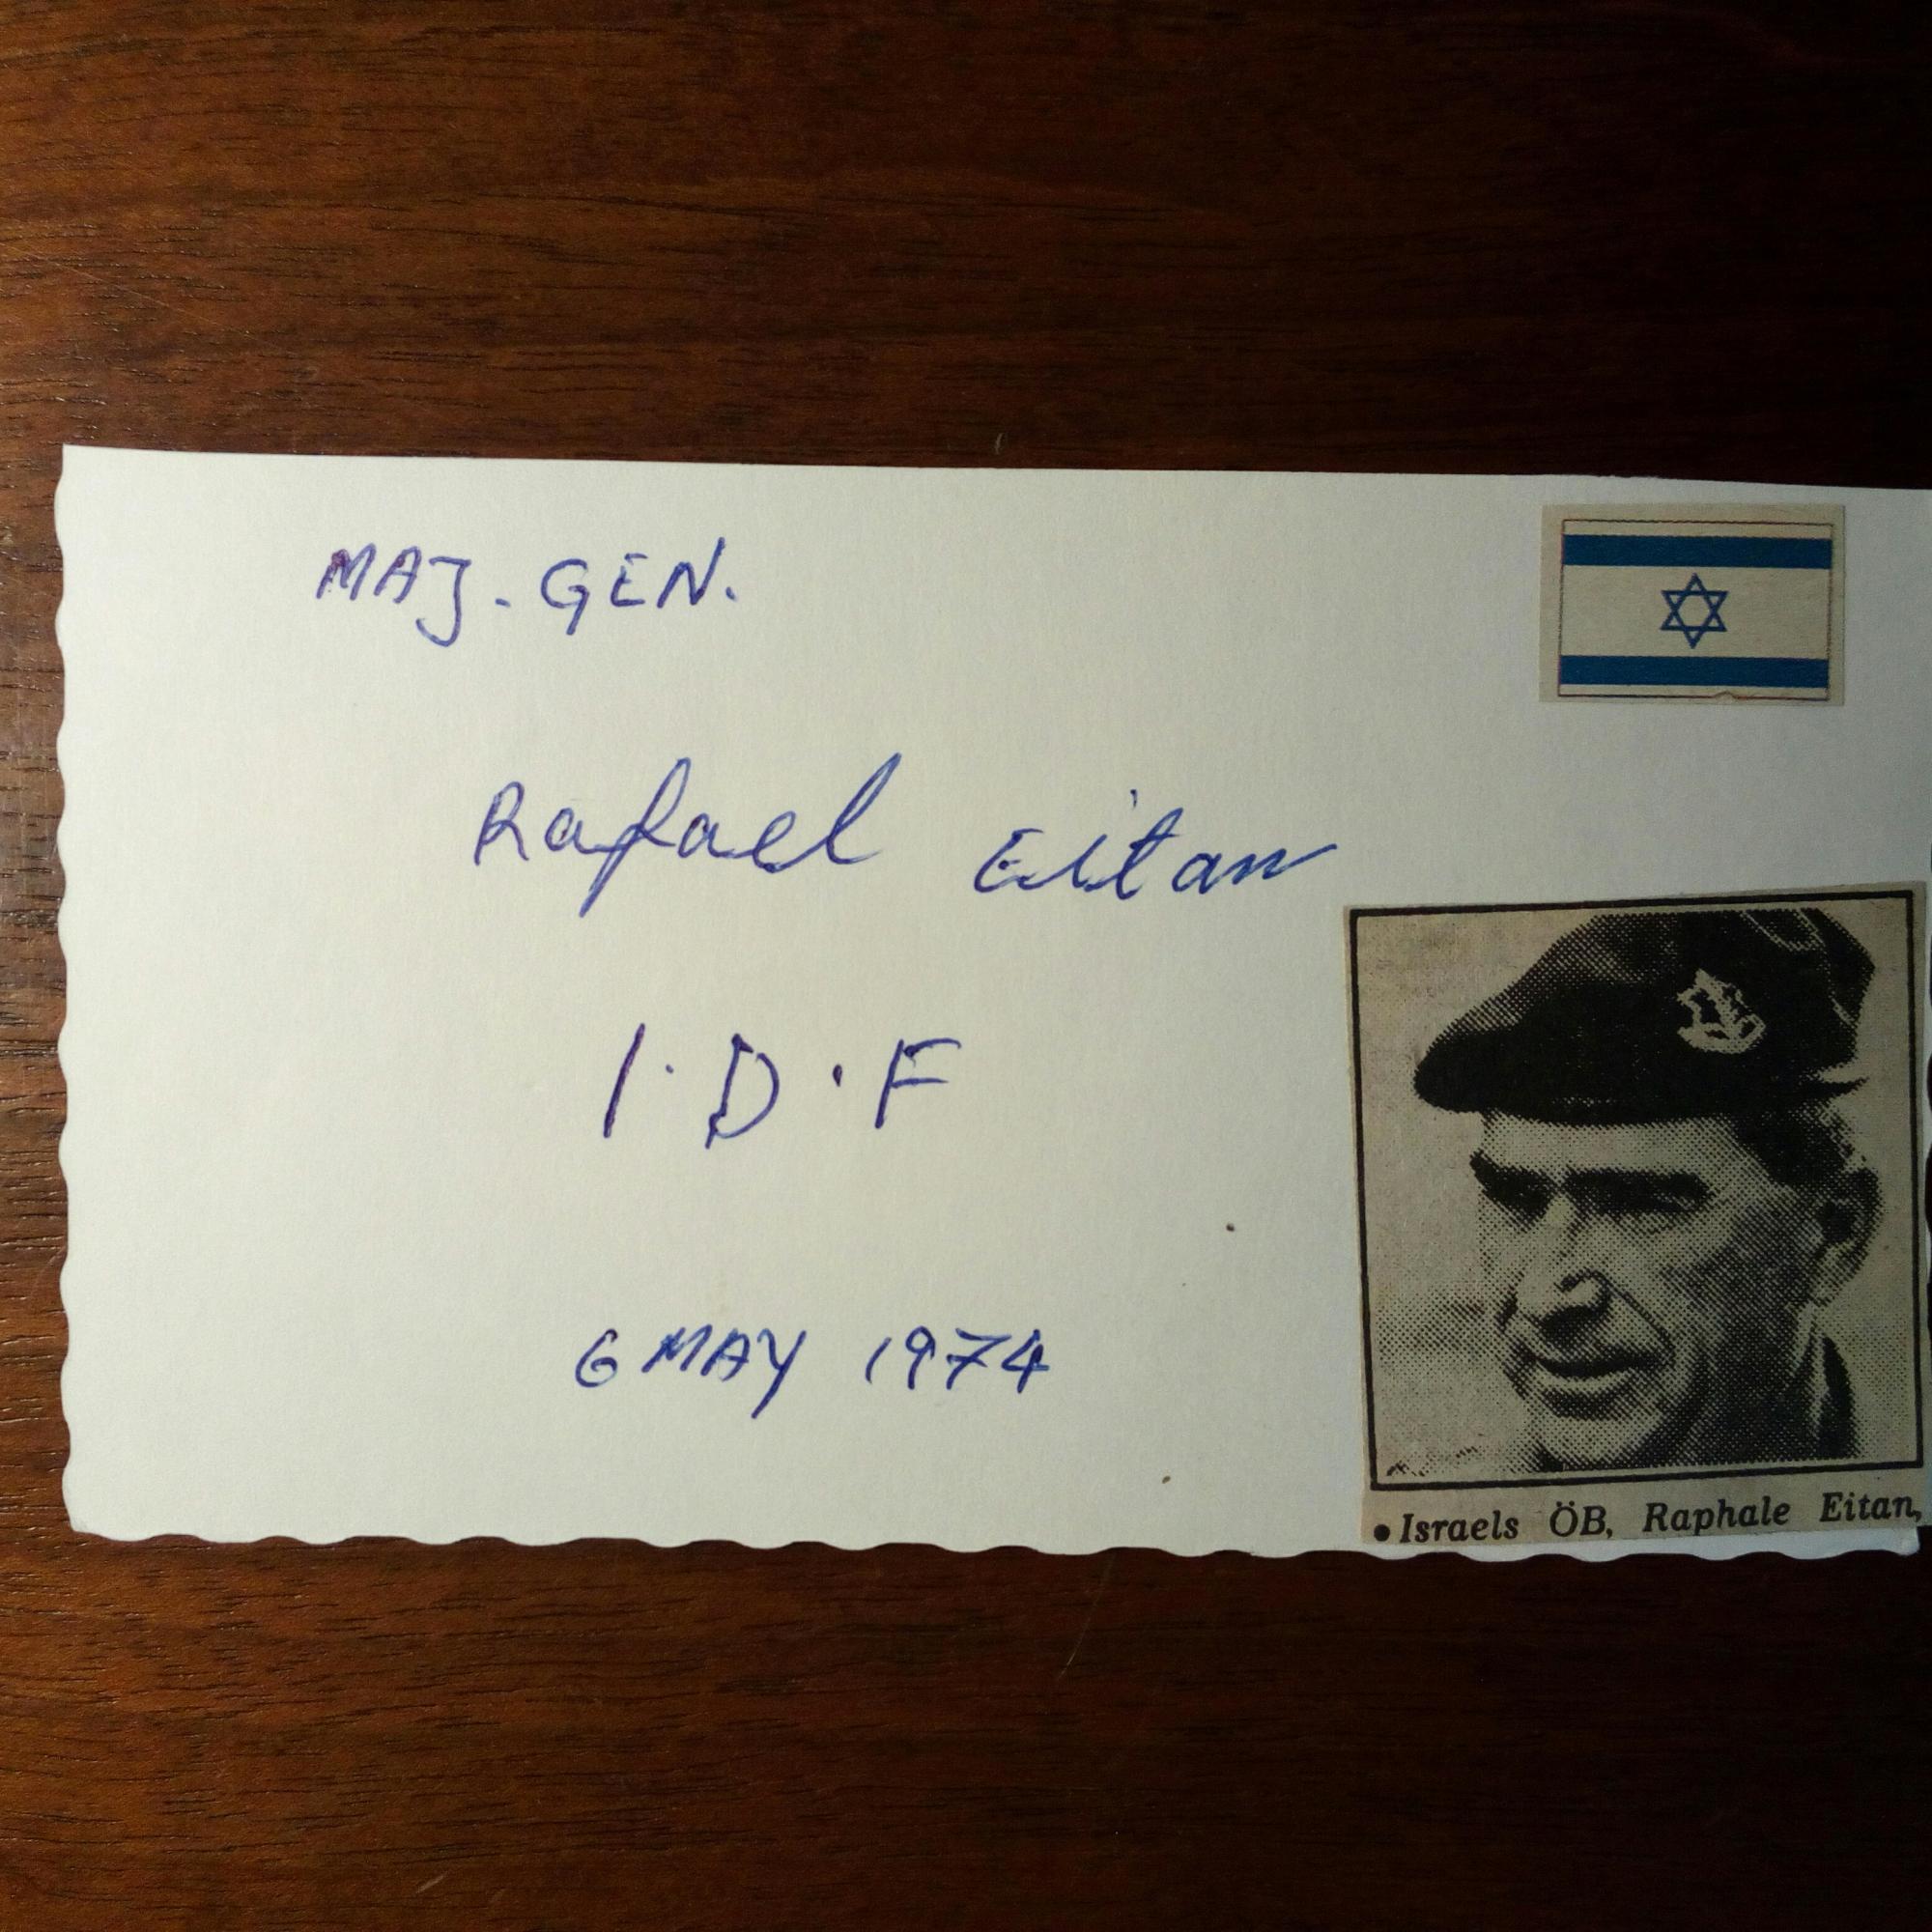 MAJ. GEN.
Rafael Eitan
I.D.F
6 MAY 1974
• Israels ÖB, Raphale Eitan,